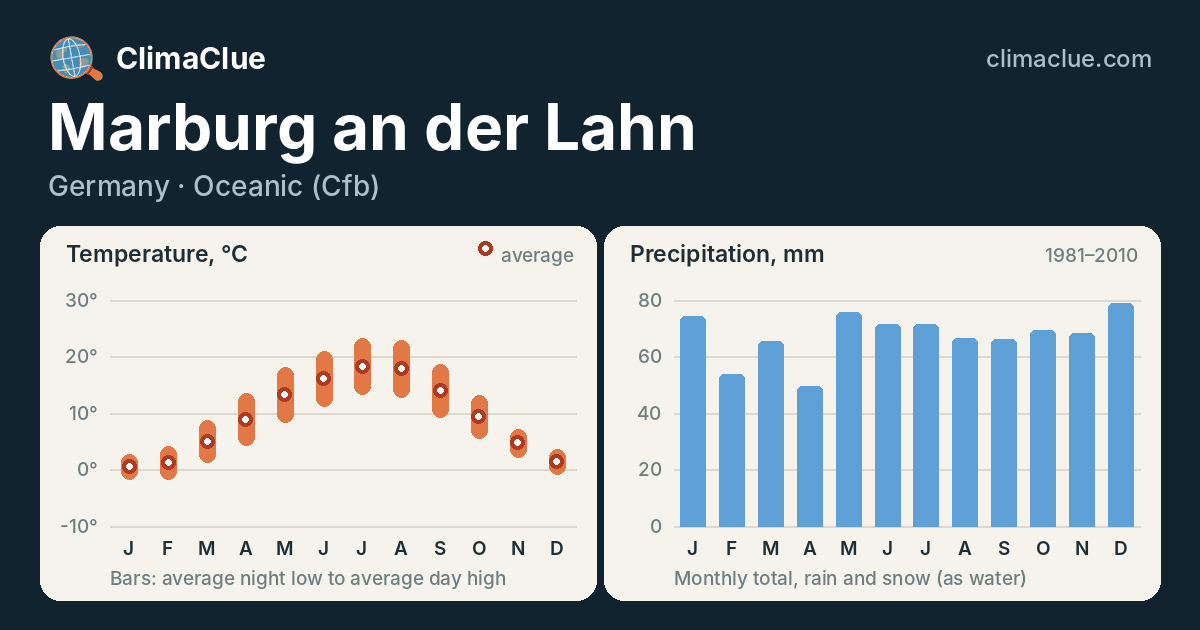 ClimaClue
climaclue.com
Marburg an der Lahn
Germany · Oceanic (Cfb)
Temperature, °C
average
30°
20°
10°
0°
-10°
J F M A M J J A S O N D
Bars: average night low to average day high
Precipitation, mm
1981–2010
80
60
40
20
0
J F M A M J J A S O N D
Monthly total, rain and snow (as water)